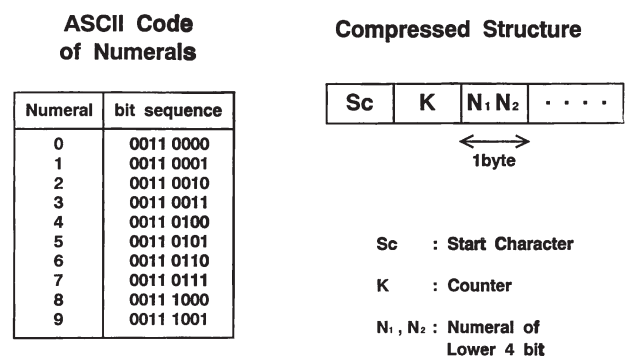 ASCII Code
of Numerals
Numeral bit sequence
0 0011 0000
1 0011 0001
2 0011 0010
3 0011 0011
4 0011 0100
5 0011 0101
6 0011 0110
7 0011 0111
8 0011 1000
9 0011 1001
Compressed Structure
Sc K N₁ N₂ ····
1byte
Sc : Start Character
K : Counter
N₁ , N₂ : Numeral of
Lower 4 bit